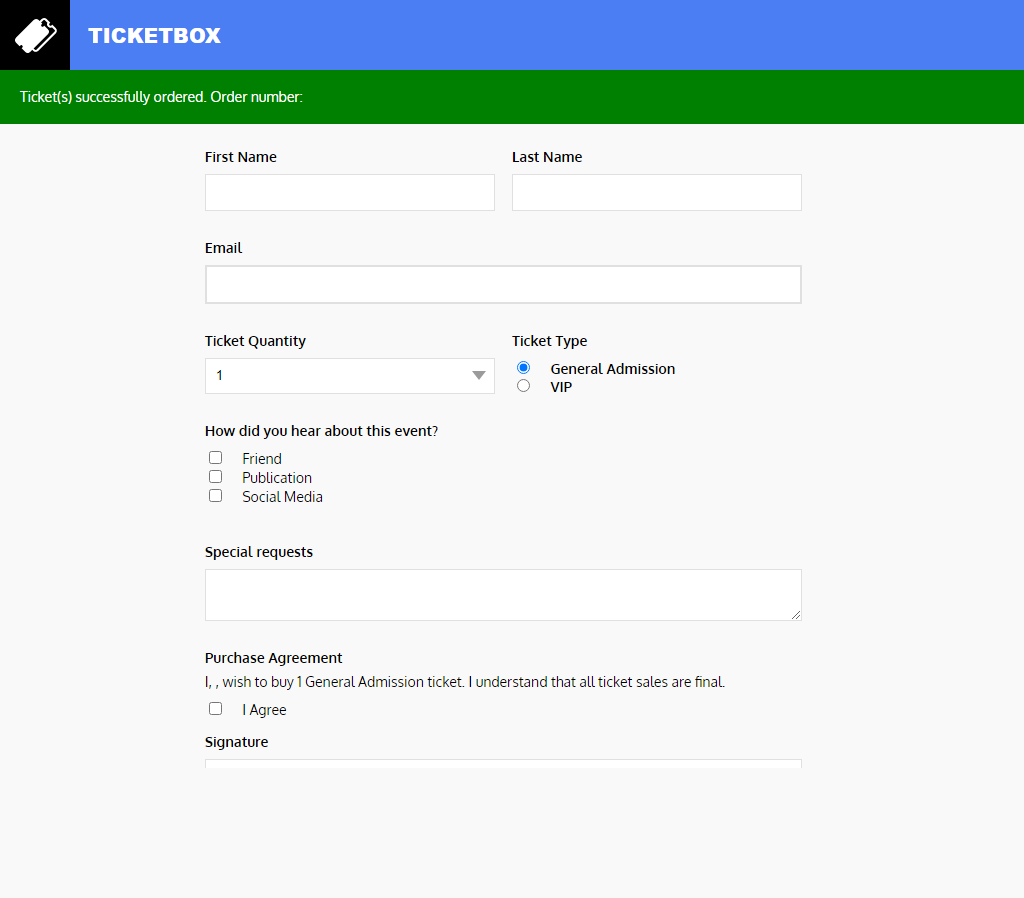 TICKETBOX
Ticket(s) successfully ordered. Order number:
First Name
Last Name
Email
Ticket Quantity
Ticket Type
1
General Admission
VIP
How did you hear about this event?
Friend
Publication
Social Media
Special requests
Purchase Agreement
I, , wish to buy 1 General Admission ticket. I understand that all ticket sales are final.
I Agree
Signature